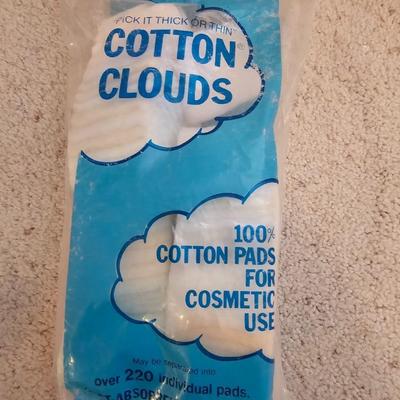 "PICK IT THICK OR THIN"
COTTON
CLOUDS®
100%
COTTON PADS
FOR
COSMETIC
USE
May be separated into
over 220 individual pads.